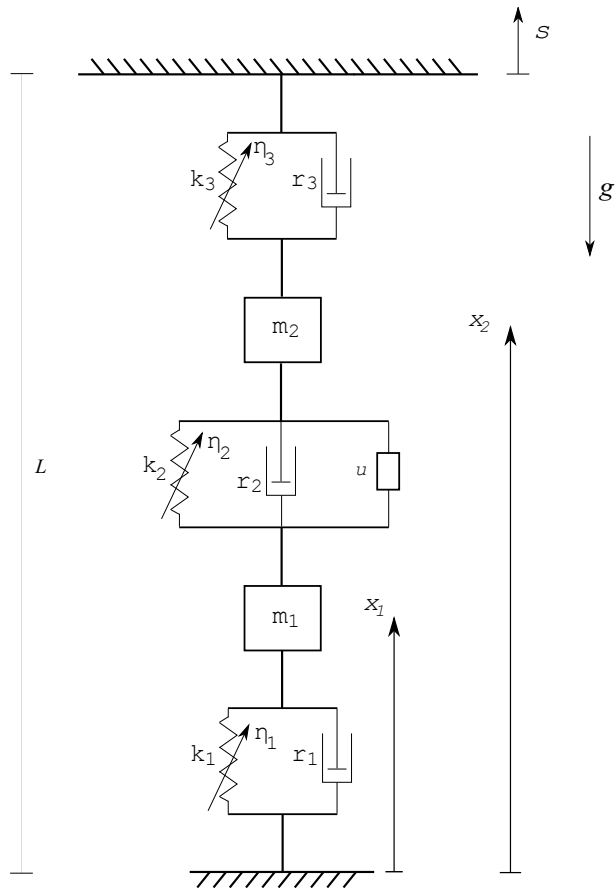 s
η₃
k₃
r₃
g
m₂
x₂
η₂
k₂
r₂
u
L
m₁
x₁
η₁
k₁
r₁